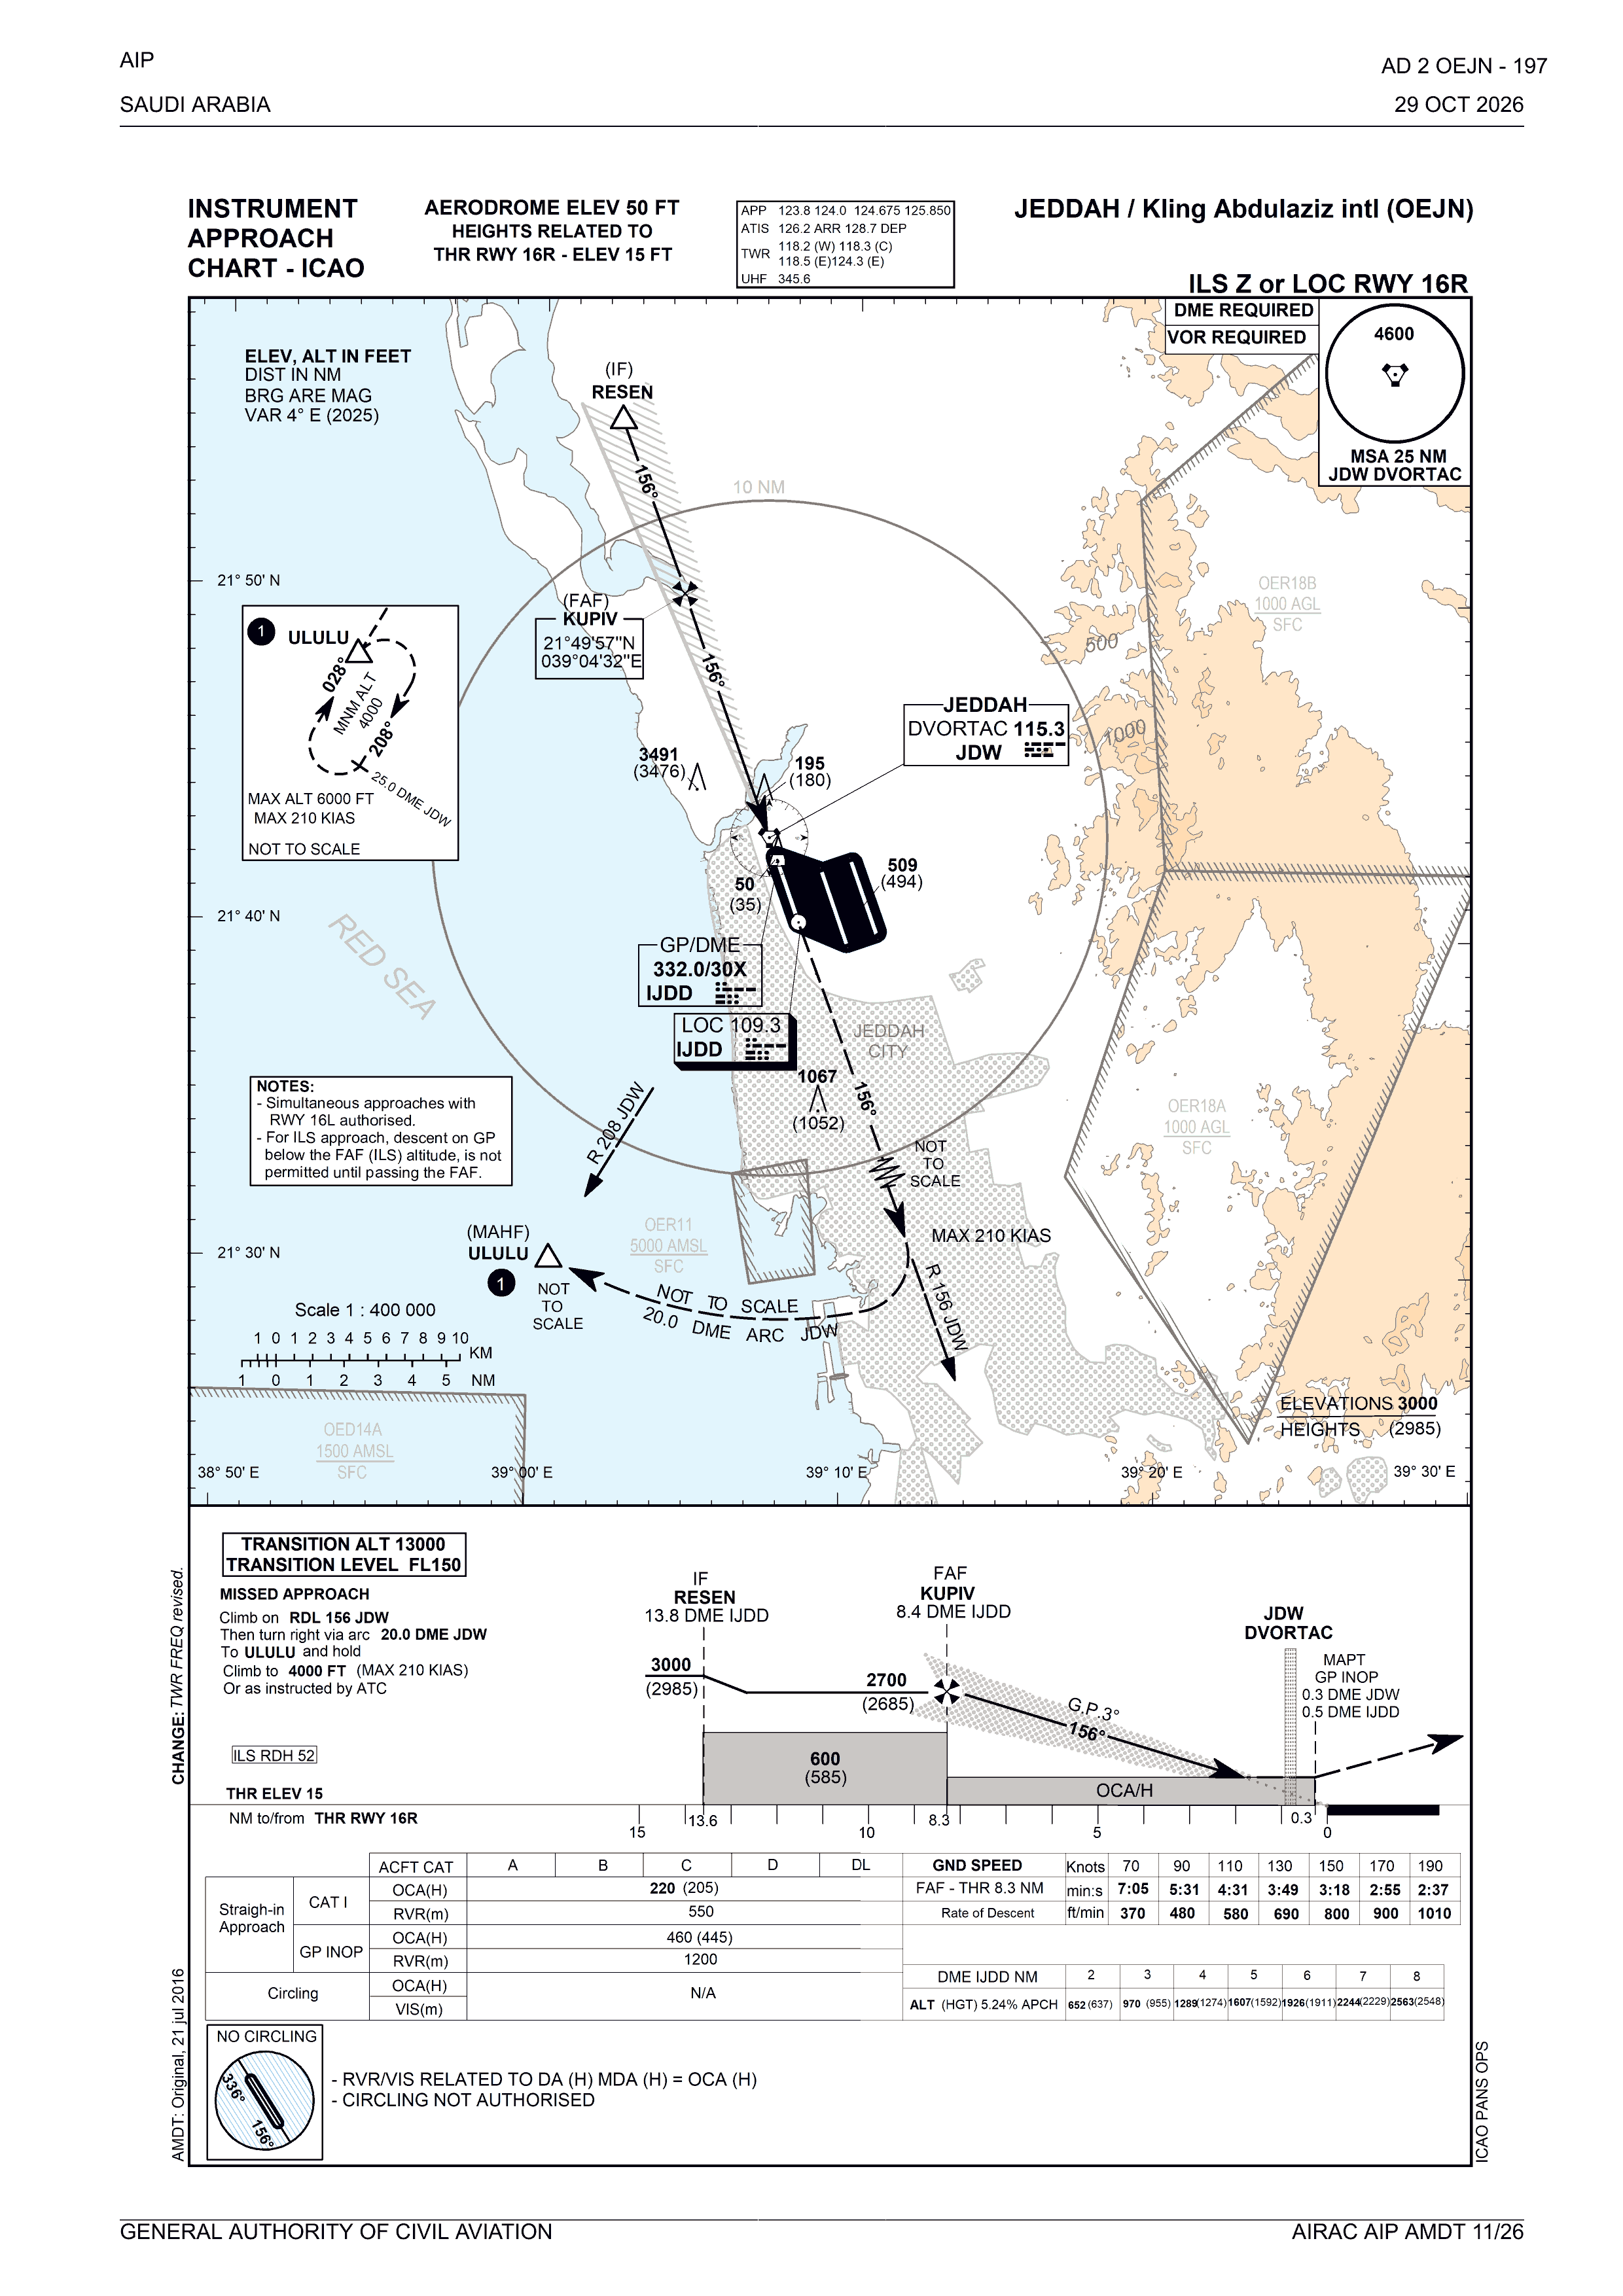 AIP
AD 2 OEJN - 197
SAUDI ARABIA
29 OCT 2026
INSTRUMENT
APPROACH
CHART - ICAO
AERODROME ELEV 50 FT
HEIGHTS RELATED TO
THR RWY 16R - ELEV 15 FT
APP 123.8 124.0 124.675 125.850
ATIS 126.2 ARR 128.7 DEP
TWR 118.2 (W) 118.3 (C)
118.5 (E)124.3 (E)
UHF 345.6
JEDDAH / Kling Abdulaziz intl (OEJN)
ILS Z or LOC RWY 16R
DME REQUIRED
VOR REQUIRED
4600
MSA 25 NM
JDW DVORTAC
ELEV, ALT IN FEET
DIST IN NM
BRG ARE MAG
VAR 4° E (2025)
(IF)
RESEN
156°
10 NM
21° 50' N
(FAF)
KUPIV
21°49'57"N
039°04'32"E
156°
OER18B
1000 AGL
SFC
500
1000
1
ULULU
028°
MNM ALT
4000
208°
25.0 DME JDW
MAX ALT 6000 FT
MAX 210 KIAS
NOT TO SCALE
JEDDAH
DVORTAC 115.3
JDW
3491
(3476)
195
(180)
50
(35)
509
(494)
21° 40' N
RED SEA
GP/DME
332.0/30X
IJDD
LOC 109.3
IJDD
JEDDAH
CITY
1067
(1052)
156°
NOTES:
- Simultaneous approaches with
RWY 16L authorised.
- For ILS approach, descent on GP
below the FAF (ILS) altitude, is not
permitted until passing the FAF.
R 208 JDW
OER18A
1000 AGL
SFC
NOT
TO
SCALE
(MAHF)
ULULU
1
21° 30' N
OER11
5000 AMSL
SFC
MAX 210 KIAS
NOT
TO
SCALE
NOT TO SCALE
20.0 DME ARC JDW
R 156 JDW
Scale 1 : 400 000
1 0 1 2 3 4 5 6 7 8 9 10
KM
1 0 1 2 3 4 5 NM
OED14A
1500 AMSL
SFC
ELEVATIONS 3000
HEIGHTS (2985)
38° 50' E
39° 00' E
39° 10' E
39° 20' E
39° 30' E
TRANSITION ALT 13000
TRANSITION LEVEL FL150
MISSED APPROACH
Climb on RDL 156 JDW
Then turn right via arc 20.0 DME JDW
To ULULU and hold
Climb to 4000 FT (MAX 210 KIAS)
Or as instructed by ATC
IF
RESEN
13.8 DME IJDD
FAF
KUPIV
8.4 DME IJDD
JDW
DVORTAC
MAPT
GP INOP
0.3 DME JDW
0.5 DME IJDD
3000
(2985)
2700
(2685)
G.P.3°
156°
600
(585)
OCA/H
ILS RDH 52
THR ELEV 15
NM to/from THR RWY 16R
13.6
8.3
0.3
15
10
5
0
CHANGE: TWR FREQ revised.
ACFT CAT A B C D DL
Straigh-in
Approach
CAT I
OCA(H) 220 (205)
RVR(m) 550
GP INOP
OCA(H) 460 (445)
RVR(m) 1200
Circling
OCA(H)
N/A
VIS(m)
GND SPEED Knots 70 90 110 130 150 170 190
FAF - THR 8.3 NM min:s 7:05 5:31 4:31 3:49 3:18 2:55 2:37
Rate of Descent ft/min 370 480 580 690 800 900 1010
DME IJDD NM 2 3 4 5 6 7 8
ALT (HGT) 5.24% APCH 652 (637) 970 (955) 1289(1274) 1607(1592) 1926(1911) 2244(2229) 2563(2548)
NO CIRCLING
336°
156°
- RVR/VIS RELATED TO DA (H) MDA (H) = OCA (H)
- CIRCLING NOT AUTHORISED
AMDT: Original, 21 jul 2016
ICAO PANS OPS
GENERAL AUTHORITY OF CIVIL AVIATION
AIRAC AIP AMDT 11/26